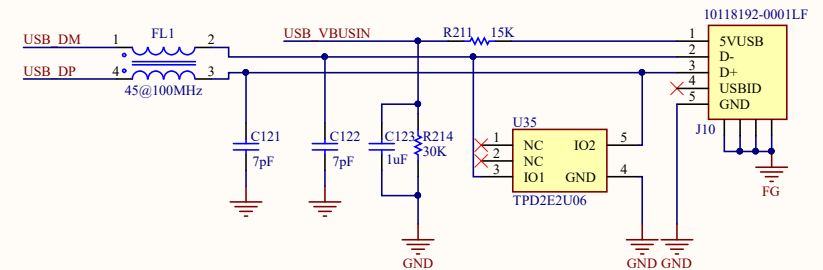 10118192-0001LF
FL1
USB_DM 1 2
USB_VBUSIN R211 15K 1 5VUSB
2 D-
USB_DP 4 3 3 D+
45@100MHz
4 USBID
5 GND
J10
U35
C121 C122 C123 R214
7pF 7pF 1uF 30K
1 NC IO2 5
2 NC
3 IO1 GND 4
TPD2E2U06
FG
GND GND GND